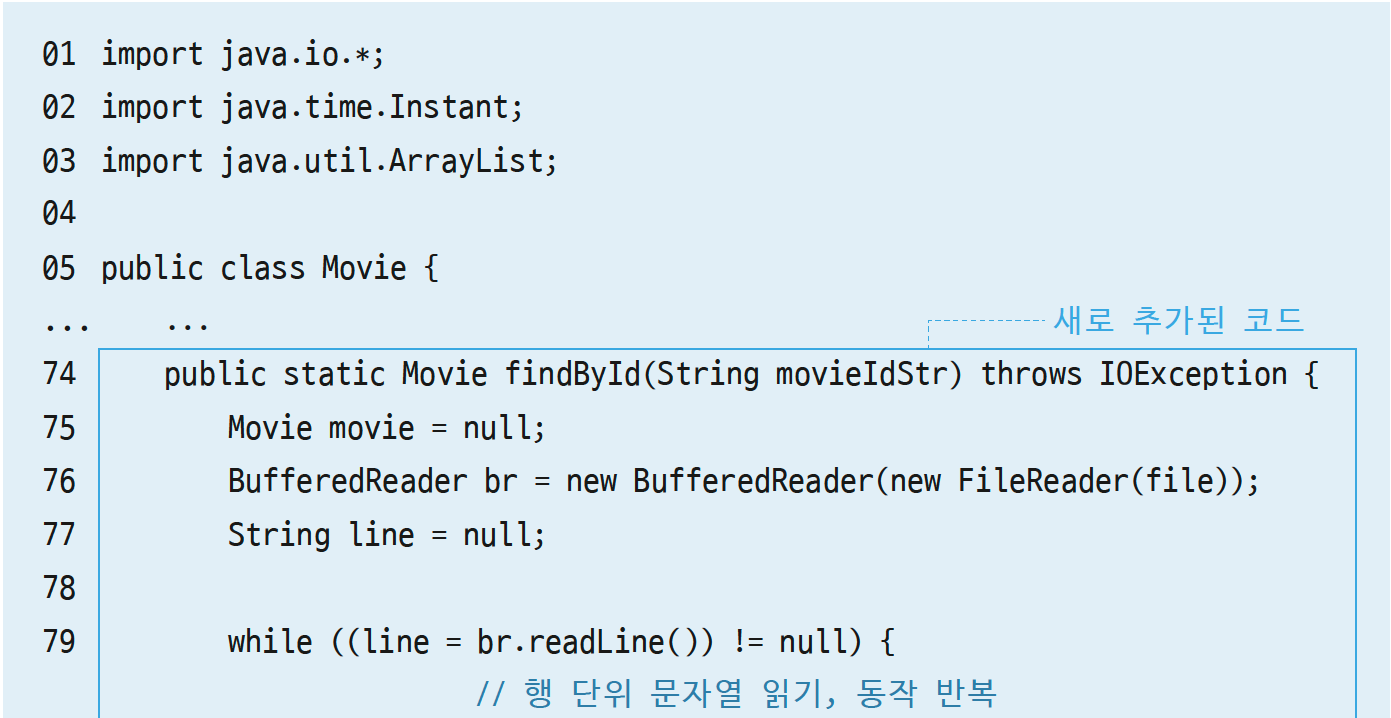 01 import java.io.*;
02 import java.time.Instant;
03 import java.util.ArrayList;
04
05 public class Movie {
... ...
새로 추가된 코드
74 public static Movie findById(String movieIdStr) throws IOException {
75 Movie movie = null;
76 BufferedReader br = new BufferedReader(new FileReader(file));
77 String line = null;
78
79 while ((line = br.readLine()) != null) {
// 행 단위 문자열 읽기, 동작 반복